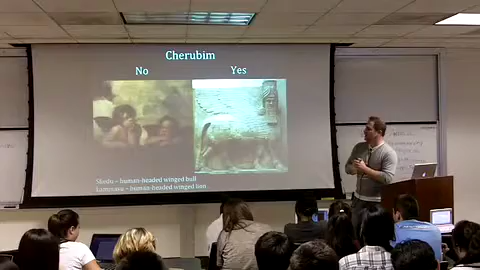 Cherubim
No
Yes
Shedu – human-headed winged bull
Lamassu – human-headed winged lion